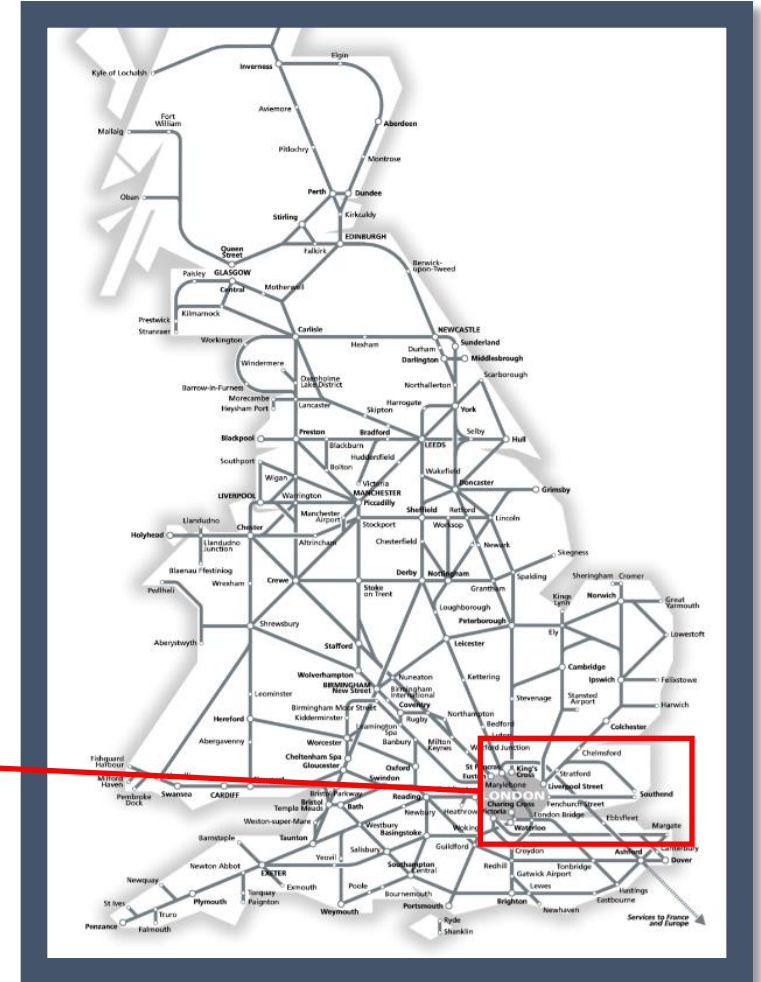 Elgin
Inverness
Kyle of Lochalsh
Aviemore
Fort
William
Mallaig
Aberdeen
Pitlochry
Montrose
Perth
Dundee
Oban
Stirling
Kirkcaldy
EDINBURGH
Queen
Street
Falkirk
Berwick-
upon-Tweed
Paisley
GLASGOW
Central
Motherwell
Prestwick
Kilmarnock
Stranraer
Carlisle
NEWCASTLE
Workington
Hexham
Durham
Sunderland
Darlington
Middlesbrough
Windermere
Oxenholme
Lake District
Northallerton
Scarborough
Barrow-in-Furness
Morecambe
Heysham Port
Lancaster
Harrogate
Skipton
York
Blackpool
Preston
Bradford
Selby
Hull
Blackburn
LEEDS
Huddersfield
Southport
Bolton
Wakefield
Wigan
Victoria
Doncaster
LIVERPOOL
Warrington
MANCHESTER
Piccadilly
Grimsby
Manchester
Airport
Sheffield
Retford
Llandudno
Chester
Stockport
Worksop
Lincoln
Holyhead
Llandudno
Junction
Altrincham
Chesterfield
Newark
Skegness
Blaenau Ffestiniog
Derby
Nottingham
Spalding
Sheringham
Cromer
Pwllheli
Wrexham
Crewe
Stoke
on Trent
Grantham
Kings
Lynn
Norwich
Great
Yarmouth
Loughborough
Peterborough
Aberystwyth
Shrewsbury
Stafford
Leicester
Ely
Lowestoft
Wolverhampton
Nuneaton
Kettering
Cambridge
BIRMINGHAM
New Street
Birmingham
International
Ipswich
Felixstowe
Leominster
Birmingham Moor Street
Coventry
Stevenage
Stansted
Airport
Harwich
Hereford
Kidderminster
Rugby
Northampton
Leamington
Spa
Bedford
Colchester
Abergavenny
Worcester
Banbury
Milton
Keynes
Luton
Watford Junction
Chelmsford
Fishguard
Harbour
Cheltenham Spa
Gloucester
Oxford
St Pancras
King's
Cross
Stratford
Milford
Haven
Swindon
Euston
Marylebone
Liverpool Street
Pembroke
Dock
Swansea
CARDIFF
Newport
Bristol Parkway
Reading
LONDON
Southend
Bristol
Temple Meads
Bath
Newbury
Heathrow
Victoria
Charing Cross
Fenchurch Street
London Bridge
Ebbsfleet
Weston-super-Mare
Westbury
Basingstoke
Woking
Waterloo
Margate
Barnstaple
Taunton
Salisbury
Guildford
Croydon
Canterbury
Newton Abbot
Yeovil
Southampton
Central
Redhill
Gatwick Airport
Tonbridge
Ashford
Dover
Newquay
EXETER
Exmouth
Poole
Lewes
Hastings
St Ives
Plymouth
Torquay
Paignton
Bournemouth
Portsmouth
Brighton
Eastbourne
Truro
Weymouth
Newhaven
Penzance
Falmouth
Ryde
Shanklin
Services to France
and Europe